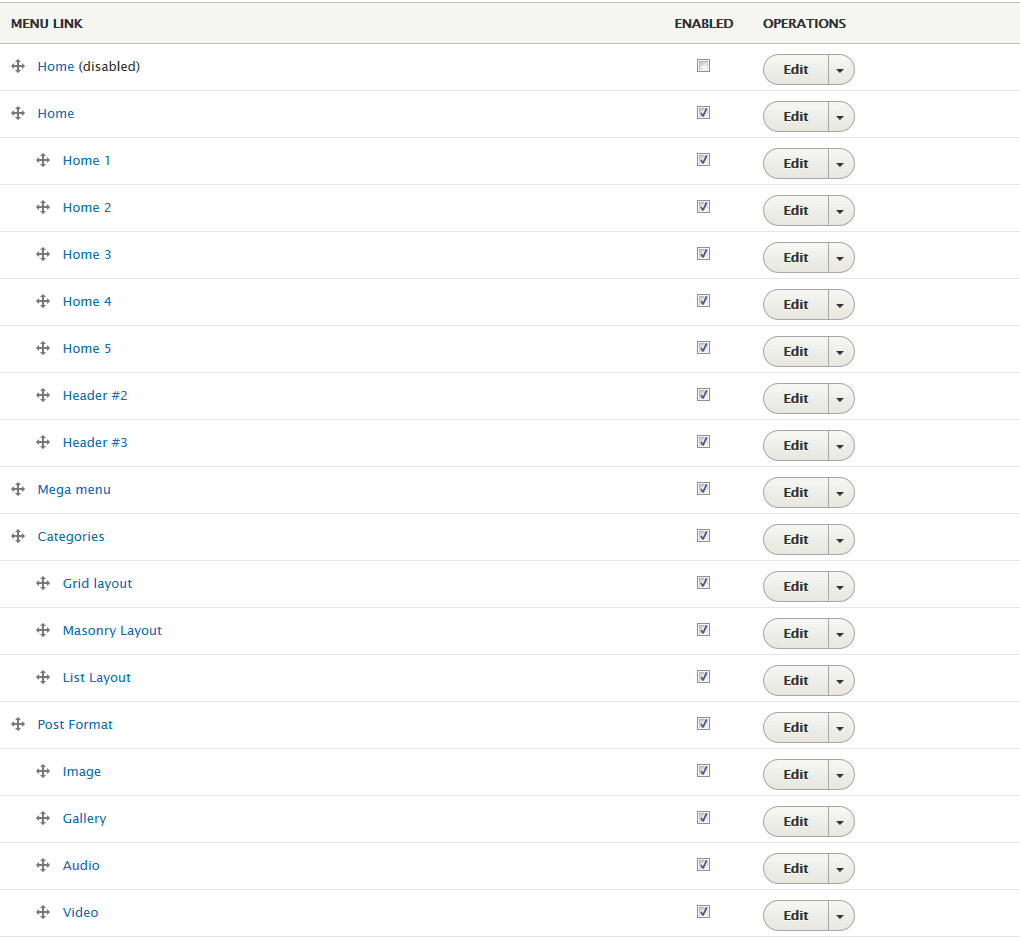 MENU LINK ENABLED OPERATIONS
Home (disabled) Edit
Home Edit
Home 1 Edit
Home 2 Edit
Home 3 Edit
Home 4 Edit
Home 5 Edit
Header #2 Edit
Header #3 Edit
Mega menu Edit
Categories Edit
Grid layout Edit
Masonry Layout Edit
List Layout Edit
Post Format Edit
Image Edit
Gallery Edit
Audio Edit
Video Edit